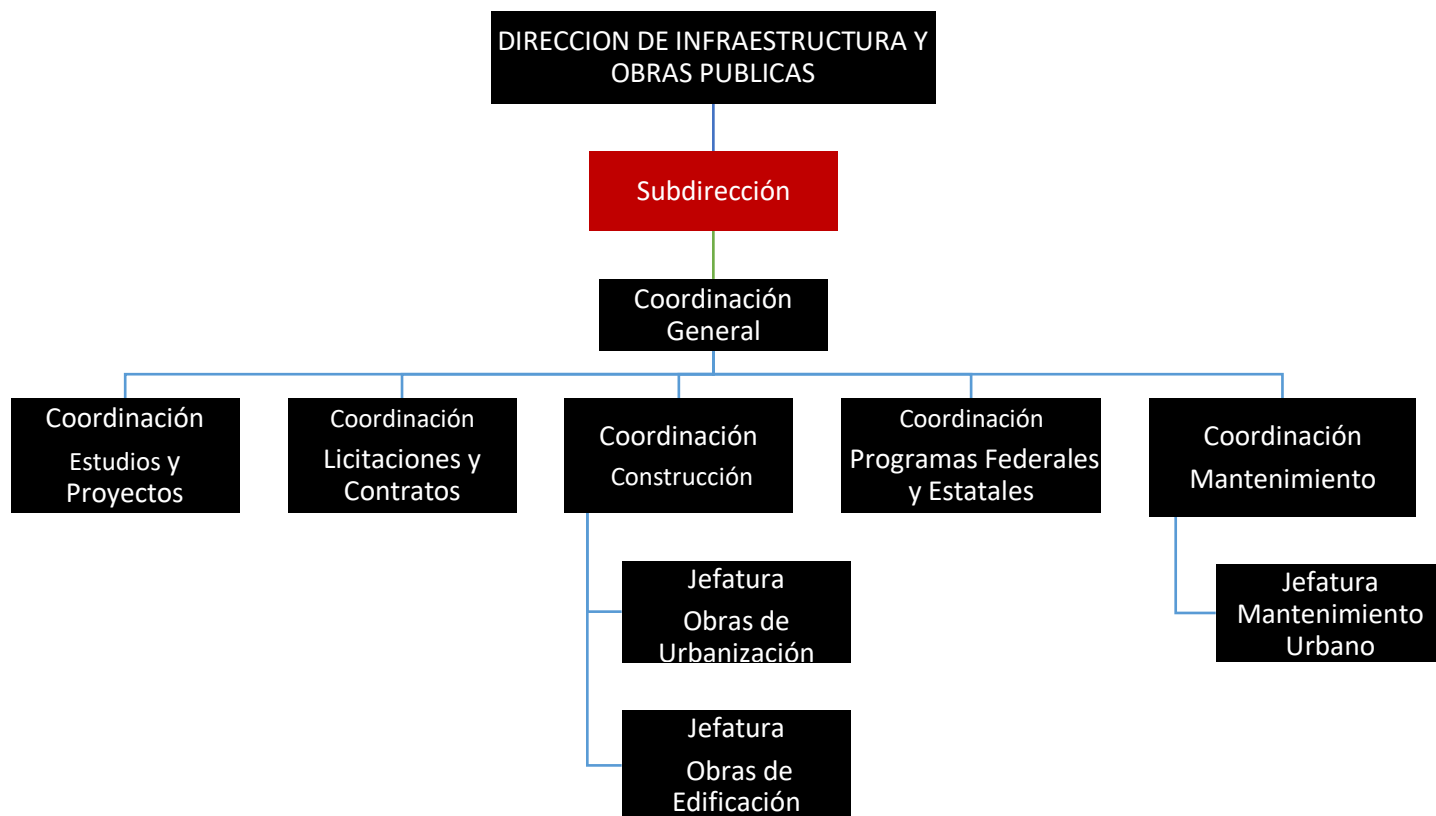 DIRECCION DE INFRAESTRUCTURA Y
OBRAS PUBLICAS
Subdirección
Coordinación
General
Coordinación
Estudios y
Proyectos
Coordinación
Licitaciones y
Contratos
Coordinación
Construcción
Coordinación
Programas Federales
y Estatales
Coordinación
Mantenimiento
Jefatura
Obras de
Urbanización
Jefatura
Obras de
Edificación
Jefatura
Mantenimiento
Urbano